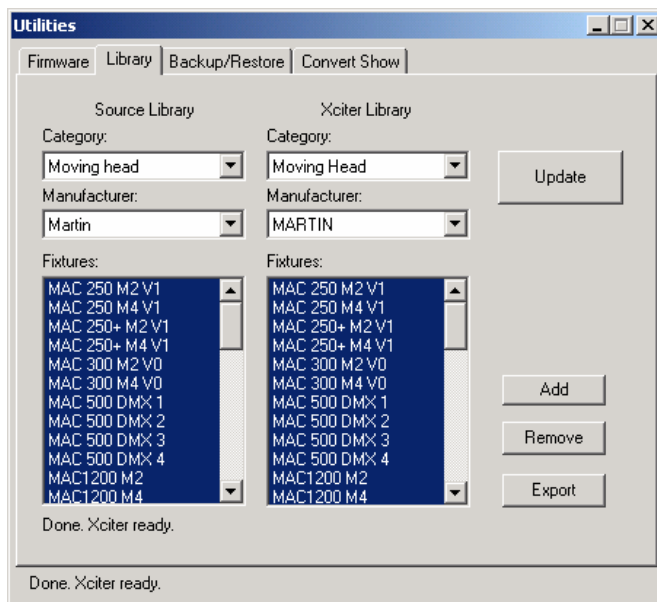 Utilities
Firmware Library Backup/Restore Convert Show
Source Library Xciter Library
Category: Category:
Moving head Moving Head Update
Manufacturer: Manufacturer:
Martin MARTIN
Fixtures: Fixtures:
MAC 250 M2 V1 MAC 250 M2 V1
MAC 250 M4 V1 MAC 250 M4 V1
MAC 250+ M2 V1 MAC 250+ M2 V1
MAC 250+ M4 V1 MAC 250+ M4 V1
MAC 300 M2 V0 MAC 300 M2 V0
MAC 300 M4 V0 MAC 300 M4 V0
MAC 500 DMX 1 MAC 500 DMX 1 Add
MAC 500 DMX 2 MAC 500 DMX 2
MAC 500 DMX 3 MAC 500 DMX 3 Remove
MAC 500 DMX 4 MAC 500 DMX 4
MAC1200 M2 MAC1200 M2
MAC1200 M4 MAC1200 M4 Export
Done. Xciter ready.
Done. Xciter ready.